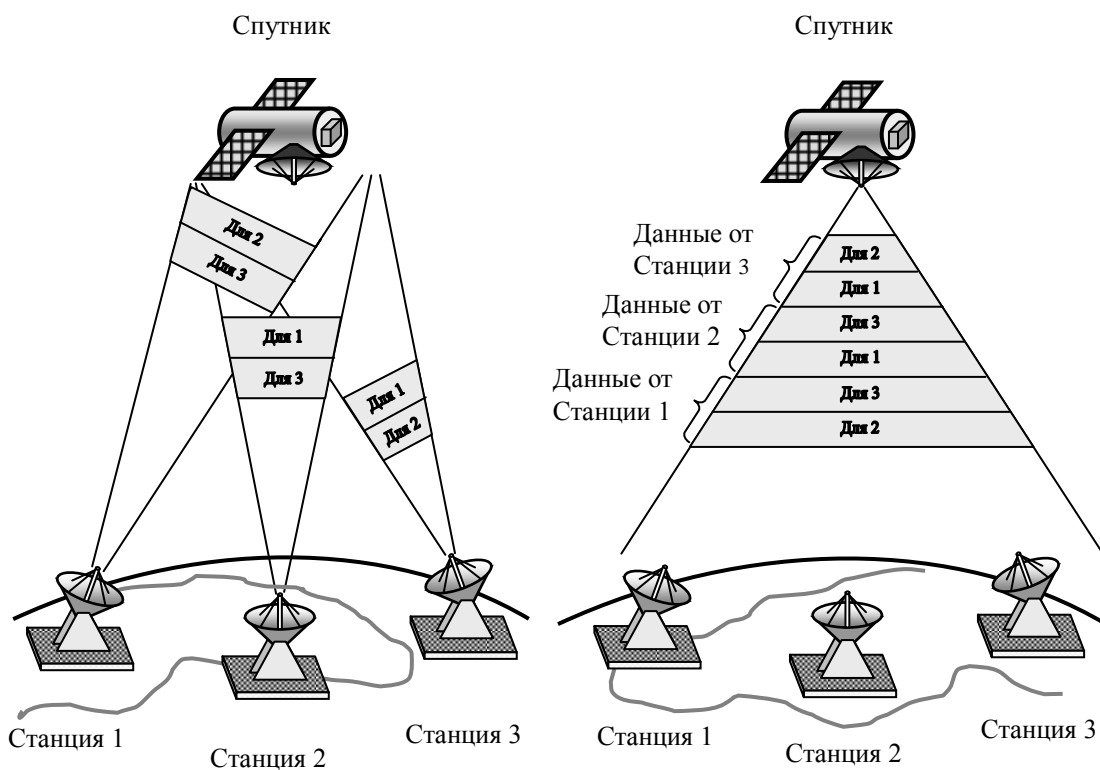 Спутник
Для 2
Для 3
Для 1
Для 3
Для 1
Для 2
Станция 1
Станция 2
Станция 3
Спутник
Данные от
Станции 3
Данные от
Станции 2
Данные от
Станции 1
Для 2
Для 1
Для 3
Для 1
Для 3
Для 2
Станция 1
Станция 2
Станция 3